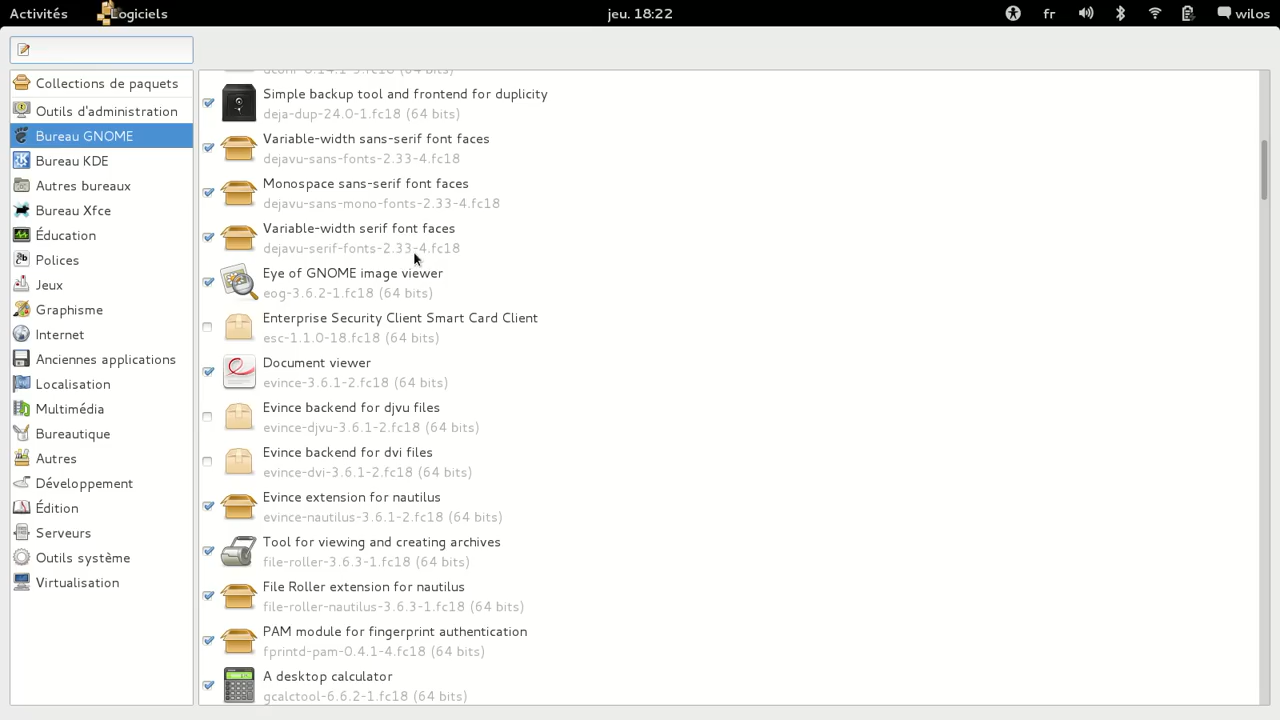 Activités
Logiciels
jeu. 18:22
fr
wilos
Collections de paquets
Outils d'administration
Bureau GNOME
Bureau KDE
Autres bureaux
Bureau Xfce
Éducation
Polices
Jeux
Graphisme
Internet
Anciennes applications
Localisation
Multimédia
Bureautique
Autres
Développement
Édition
Serveurs
Outils système
Virtualisation
dconf-0.14.1-3.fc18 (64 bits)
Simple backup tool and frontend for duplicity
deja-dup-24.0-1.fc18 (64 bits)
Variable-width sans-serif font faces
dejavu-sans-fonts-2.33-4.fc18
Monospace sans-serif font faces
dejavu-sans-mono-fonts-2.33-4.fc18
Variable-width serif font faces
dejavu-serif-fonts-2.33-4.fc18
Eye of GNOME image viewer
eog-3.6.2-1.fc18 (64 bits)
Enterprise Security Client Smart Card Client
esc-1.1.0-18.fc18 (64 bits)
Document viewer
evince-3.6.1-2.fc18 (64 bits)
Evince backend for djvu files
evince-djvu-3.6.1-2.fc18 (64 bits)
Evince backend for dvi files
evince-dvi-3.6.1-2.fc18 (64 bits)
Evince extension for nautilus
evince-nautilus-3.6.1-2.fc18 (64 bits)
Tool for viewing and creating archives
file-roller-3.6.3-1.fc18 (64 bits)
File Roller extension for nautilus
file-roller-nautilus-3.6.3-1.fc18 (64 bits)
PAM module for fingerprint authentication
fprintd-pam-0.4.1-4.fc18 (64 bits)
A desktop calculator
gcalctool-6.6.2-1.fc18 (64 bits)